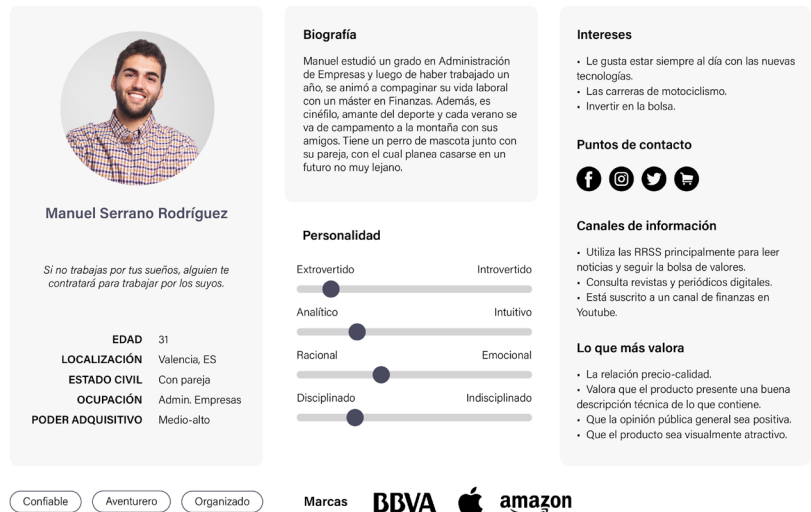 Manuel Serrano Rodríguez
Si no trabajas por tus sueños, alguien te
contratará para trabajar por los suyos.
EDAD 31
LOCALIZACIÓN Valencia, ES
ESTADO CIVIL Con pareja
OCUPACIÓN Admin. Empresas
PODER ADQUISITIVO Medio-alto
Confiable Aventurero Organizado
Biografía
Manuel estudió un grado en Administración
de Empresas y luego de haber trabajado un
año, se animó a compaginar su vida laboral
con un máster en Finanzas. Además, es
cinéfilo, amante del deporte y cada verano se
va de campamento a la montaña con sus
amigos. Tiene un perro de mascota junto con
su pareja, con el cual planea casarse en un
futuro no muy lejano.
Personalidad
Extrovertido Introvertido
Analítico Intuitivo
Racional Emocional
Disciplinado Indisciplinado
Marcas BBVA amazon
Intereses
• Le gusta estar siempre al día con las nuevas
tecnologías.
• Las carreras de motociclismo.
• Invertir en la bolsa.
Puntos de contacto
Canales de información
• Utiliza las RRSS principalmente para leer
noticias y seguir la bolsa de valores.
• Consulta revistas y periódicos digitales.
• Está suscrito a un canal de finanzas en
Youtube.
Lo que más valora
• La relación precio-calidad.
• Valora que el producto presente una buena
descripción técnica de lo que contiene.
• Que la opinión pública general sea positiva.
• Que el producto sea visualmente atractivo.